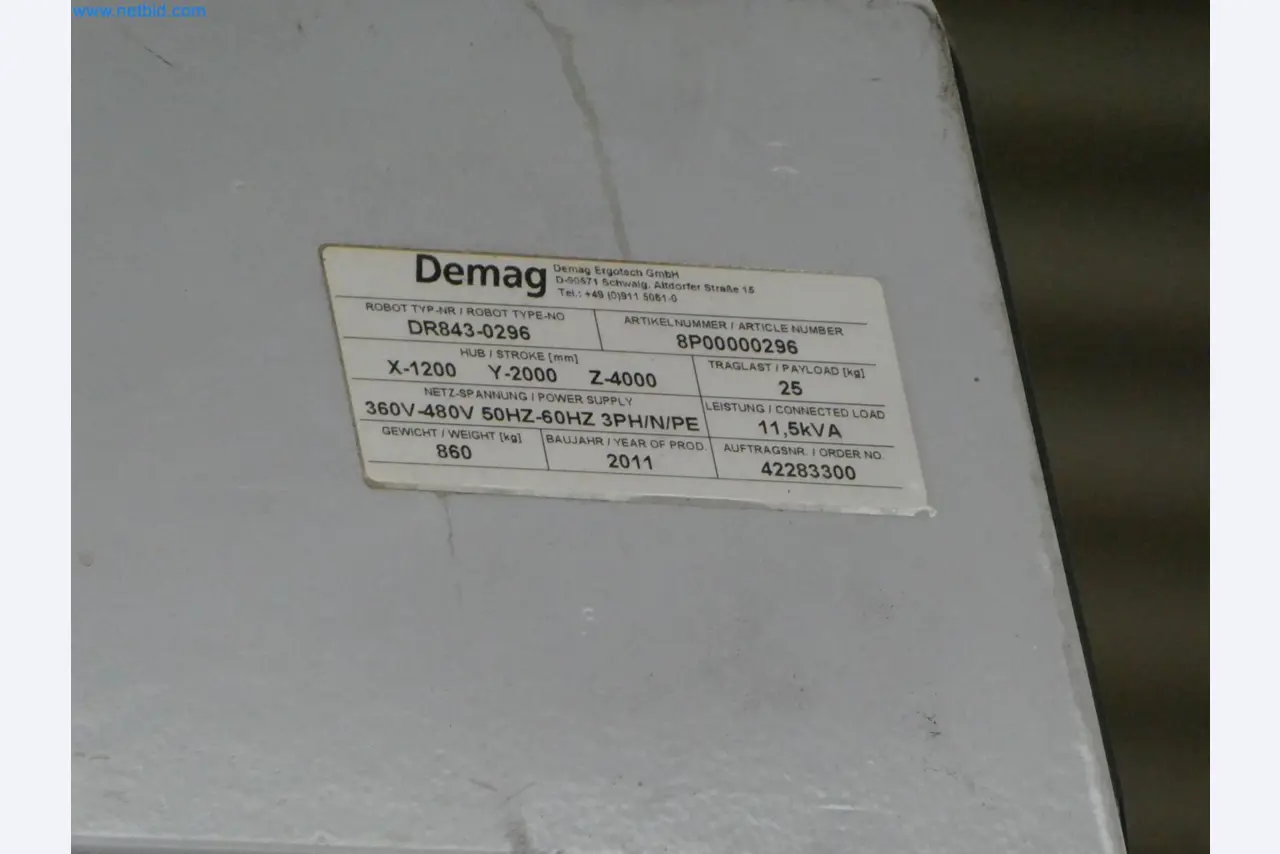 www.netbid.com
Demag
Demag Ergotech GmbH
D-90571 Schwaig, Altdorfer Straße 15
Tel.: +49 (0)911 5061-0
ROBOT TYP-NR / ROBOT TYPE-NO
DR843-0296
ARTIKELNUMMER / ARTICLE NUMBER
8P00000296
HUB / STROKE [mm]
X-1200 Y-2000 Z-4000
TRAGLAST / PAYLOAD [kg]
25
NETZ-SPANNUNG / POWER SUPPLY
360V-480V 50HZ-60HZ 3PH/N/PE
LEISTUNG / CONNECTED LOAD
11,5kVA
GEWICHT / WEIGHT [kg]
860
BAUJAHR / YEAR OF PROD.
2011
AUFTRAGSNR. / ORDER NO.
42283300